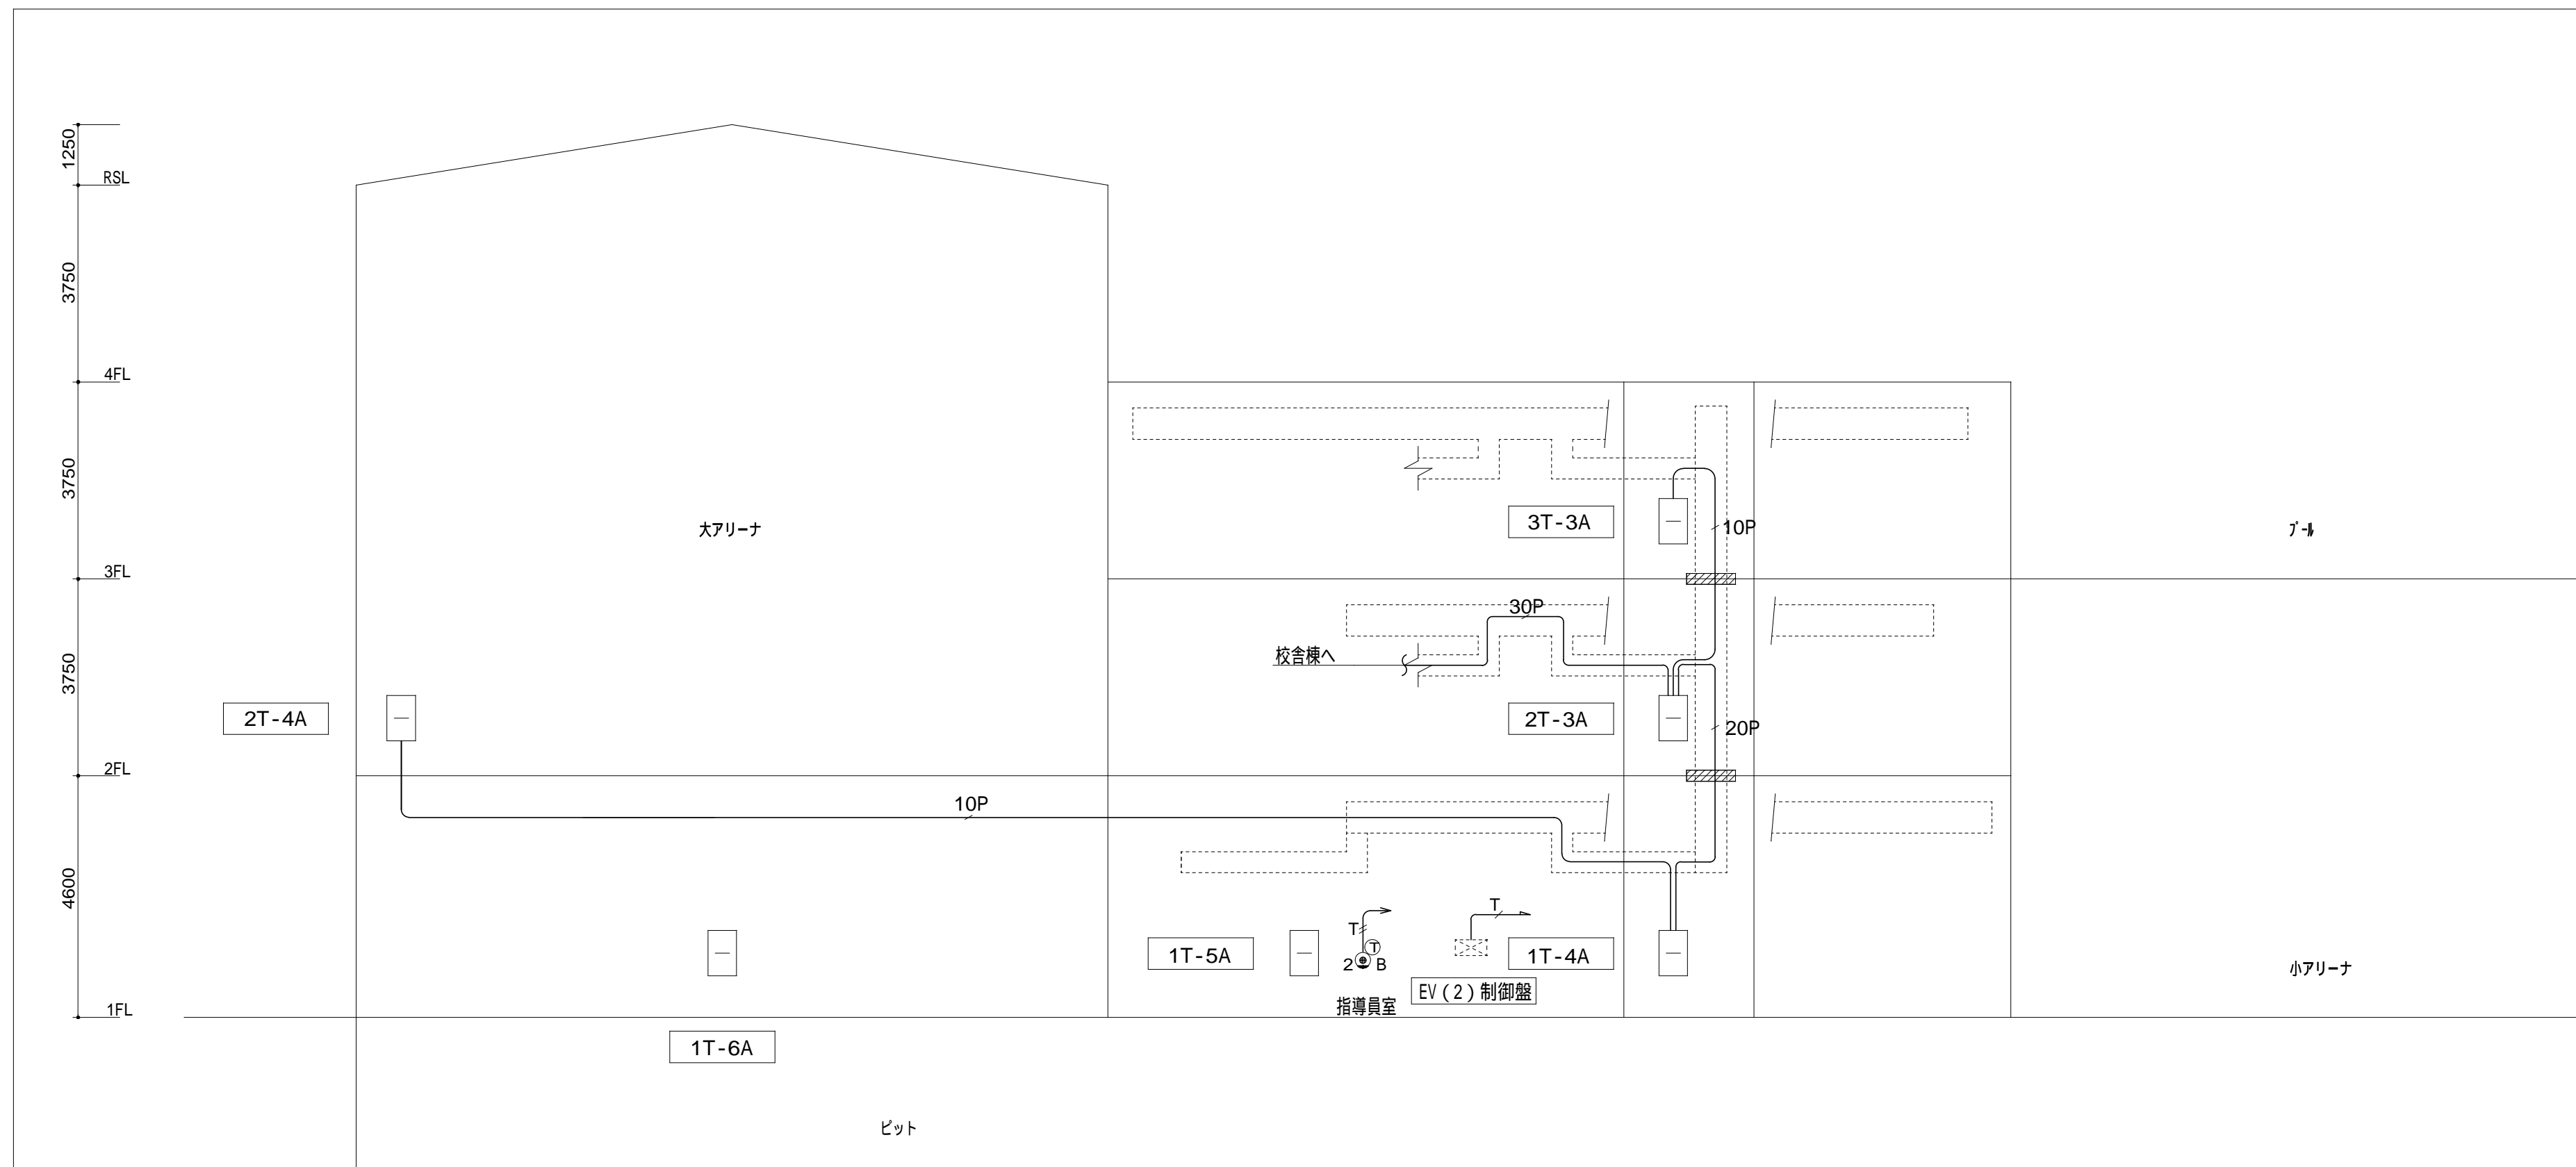 1250
RSL
3750
4FL
3750
3FL
3750
2FL
4600
1FL
大アリーナ
3T-3A
10P
プール
30P
校舎棟へ
2T-4A
2T-3A
20P
10P
T
T
T
1T-5A
2
B
1T-4A
EV(2)制御盤
指導員室
小アリーナ
1T-6A
ピット